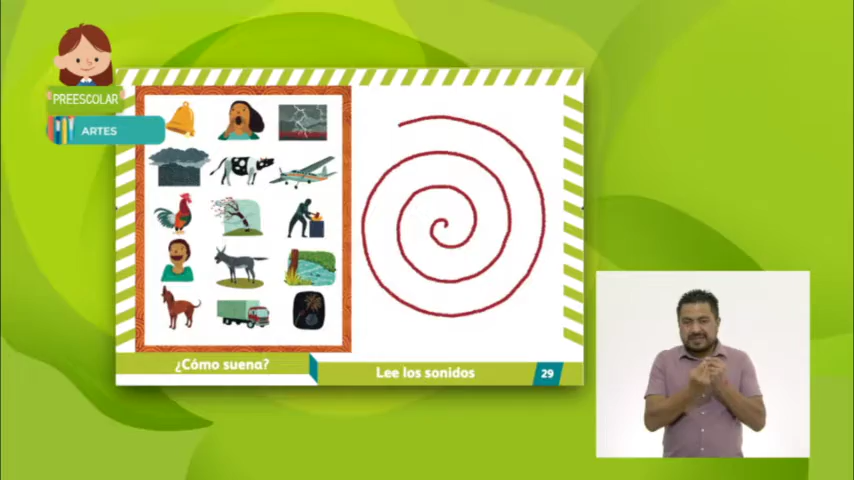 PREESCOLAR
ARTES
¿Cómo suena?
Lee los sonidos
29